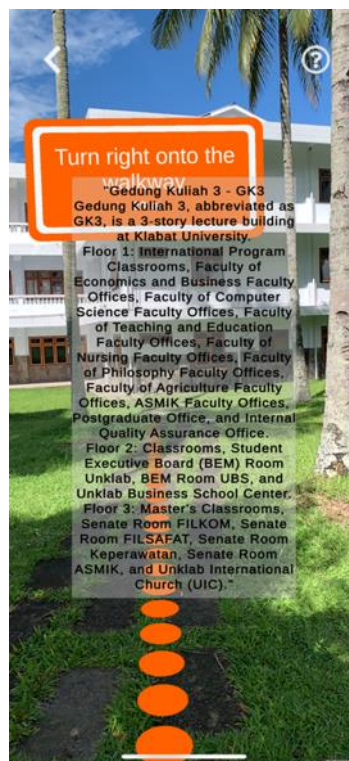 Turn right onto the
walkway
"Gedung Kuliah 3 - GK3
Gedung Kuliah 3, abbreviated as
GK3, is a 3-story lecture building
at Klabat University.
Floor 1: International Program
Classrooms, Faculty of
Economics and Business Faculty
Offices, Faculty of Computer
Science Faculty Offices, Faculty
of Teaching and Education
Faculty Offices, Faculty of
Nursing Faculty Offices, Faculty
of Philosophy Faculty Offices,
Faculty of Agriculture Faculty
Offices, ASMIK Faculty Offices,
Postgraduate Office, and Internal
Quality Assurance Office.
Floor 2: Classrooms, Student
Executive Board (BEM) Room
Unklab, BEM Room UBS, and
Unklab Business School Center.
Floor 3: Master's Classrooms,
Senate Room FILKOM, Senate
Room FILSAFAT, Senate Room
Keperawatan, Senate Room
ASMIK, and Unklab International
Church (UIC)."